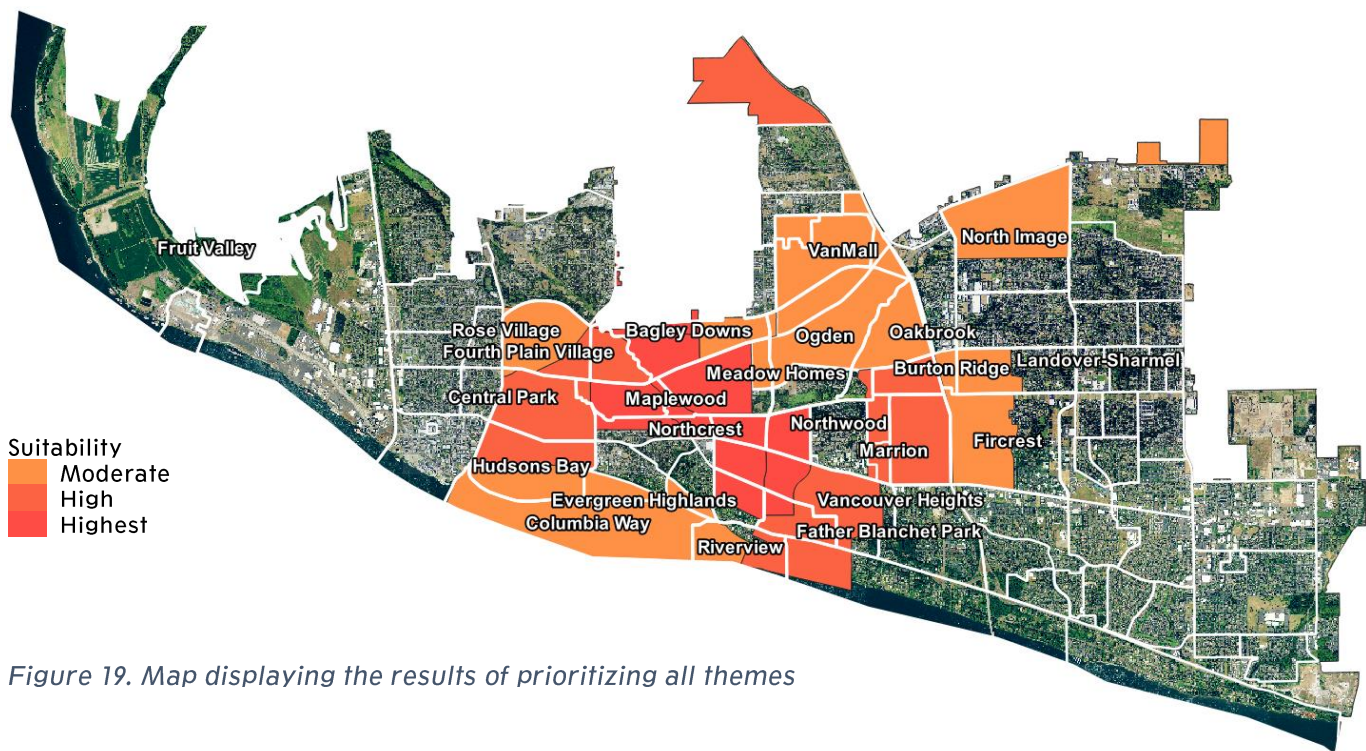 Fruit Valley
VanMall
North Image
Rose Village
Bagley Downs
Ogden
Oakbrook
Fourth Plain Village
Meadow Homes
Burton Ridge
Landover-Sharmel
Central Park
Maplewood
Northcrest
Northwood
Marrion
Fircrest
Hudsons Bay
Evergreen Highlands
Vancouver Heights
Columbia Way
Father Blanchet Park
Riverview
Suitability
Moderate
High
Highest
Figure 19. Map displaying the results of prioritizing all themes